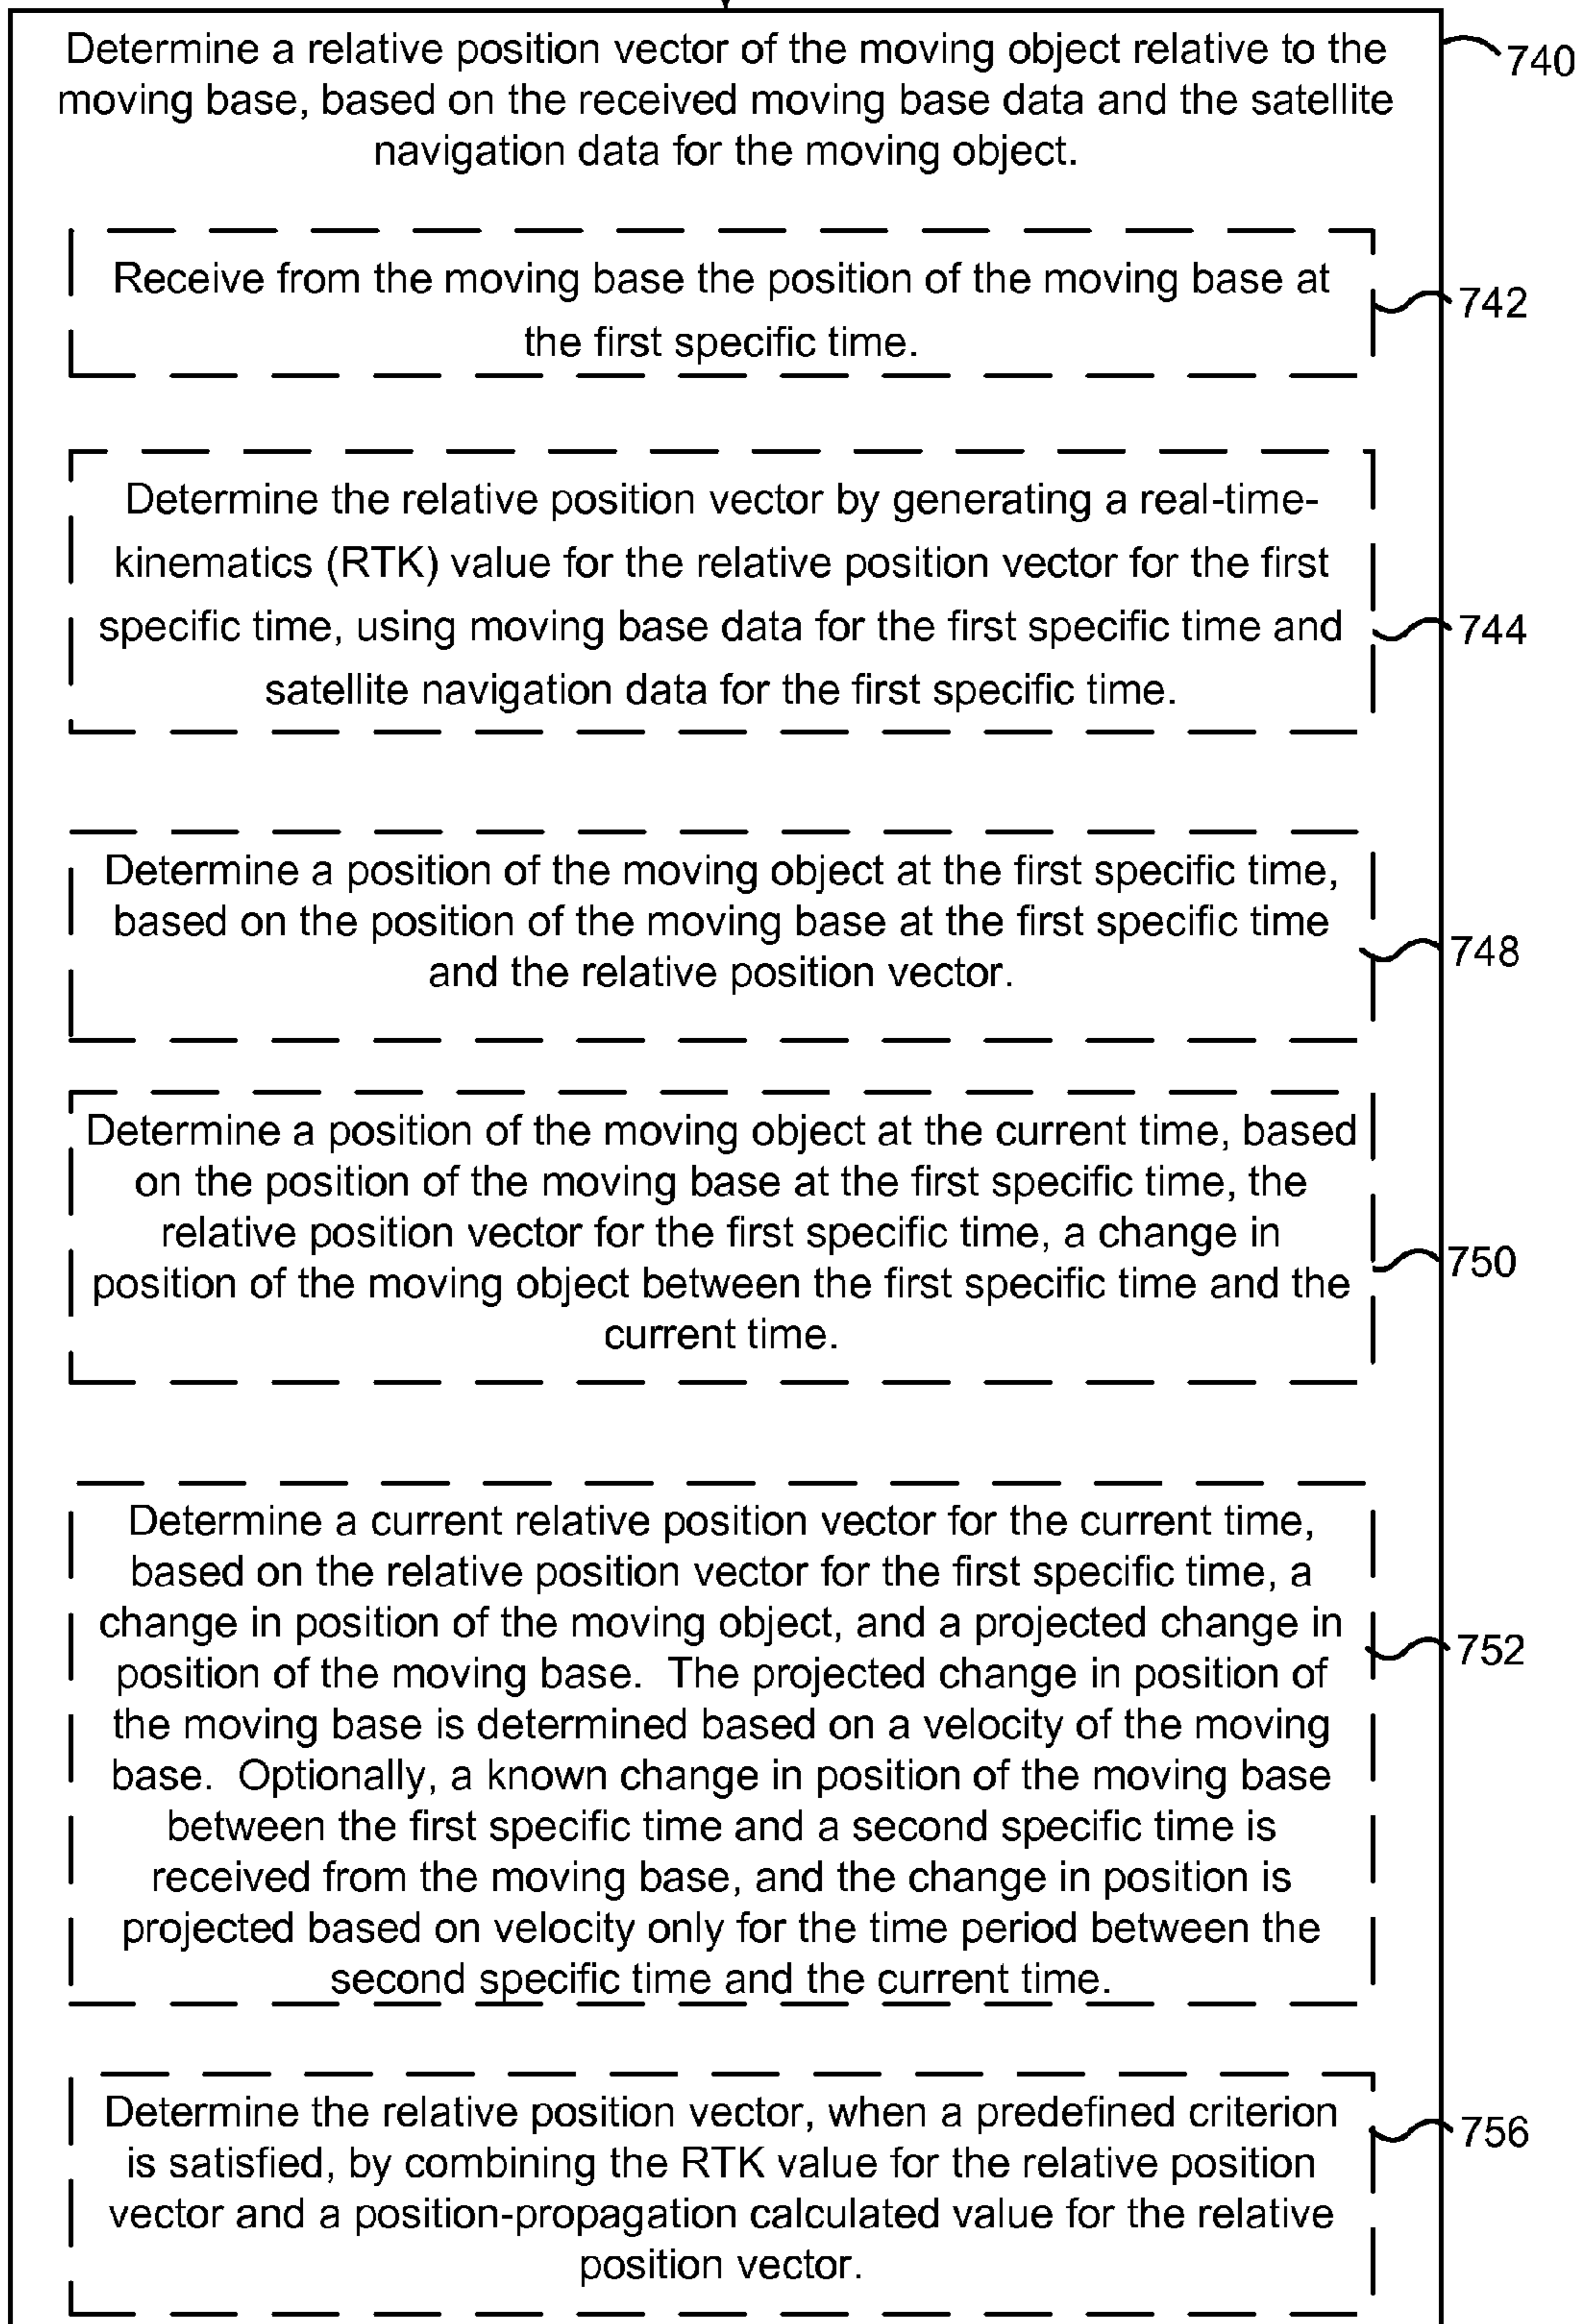 Determine a relative position vector of the moving object relative to the
moving base, based on the received moving base data and the satellite
navigation data for the moving object.
740
Receive from the moving base the position of the moving base at
the first specific time.
742
Determine the relative position vector by generating a real-time-
kinematics (RTK) value for the relative position vector for the first
specific time, using moving base data for the first specific time and
satellite navigation data for the first specific time.
744
Determine a position of the moving object at the first specific time,
based on the position of the moving base at the first specific time
and the relative position vector.
748
Determine a position of the moving object at the current time, based
on the position of the moving base at the first specific time, the
relative position vector for the first specific time, a change in
position of the moving object between the first specific time and the
current time.
750
Determine a current relative position vector for the current time,
based on the relative position vector for the first specific time, a
change in position of the moving object, and a projected change in
position of the moving base.  The projected change in position of
the moving base is determined based on a velocity of the moving
base.  Optionally, a known change in position of the moving base
between the first specific time and a second specific time is
received from the moving base, and the change in position is
projected based on velocity only for the time period between the
second specific time and the current time.
752
Determine the relative position vector, when a predefined criterion
is satisfied, by combining the RTK value for the relative position
vector and a position-propagation calculated value for the relative
position vector.
756